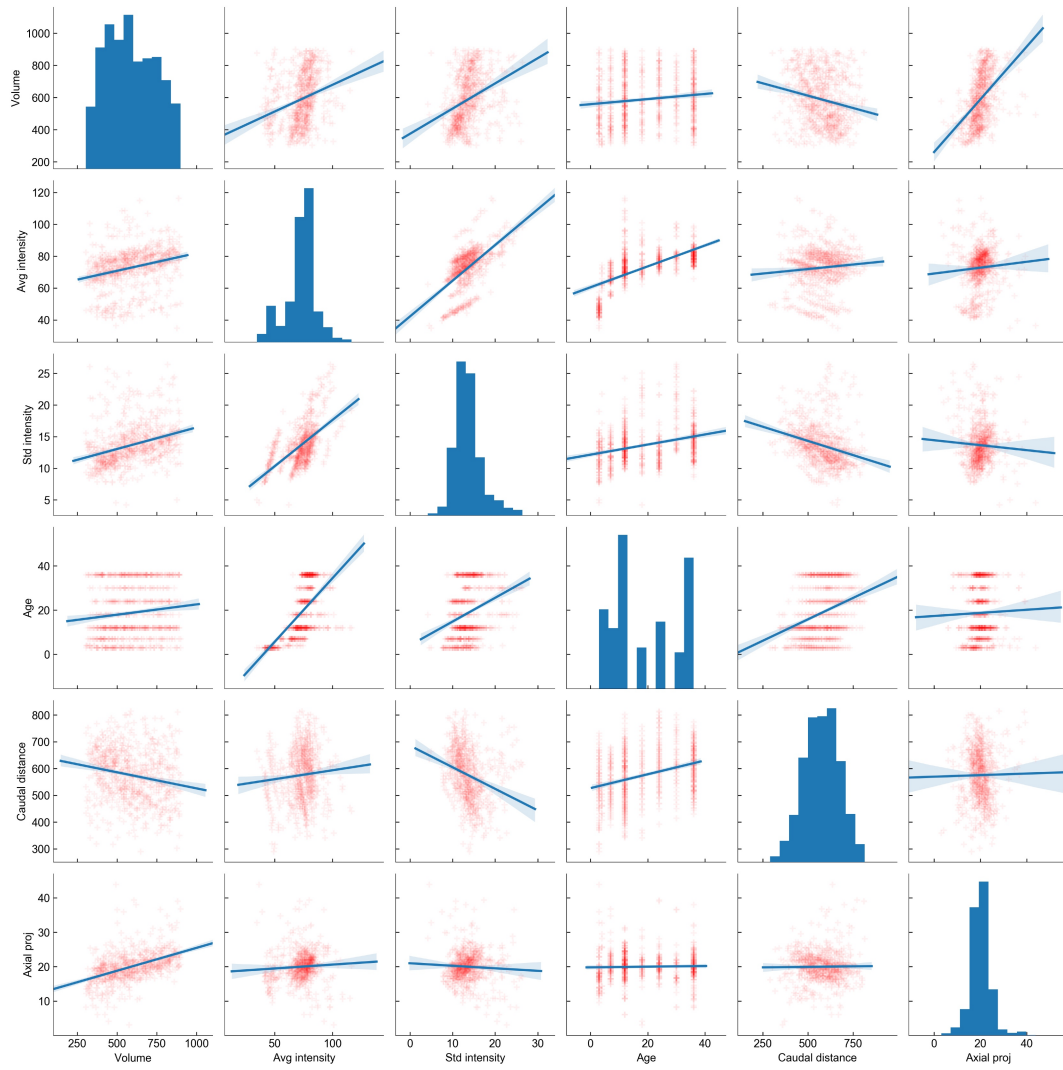 1000
800
600
400
200
Volume
120
100
80
60
40
Avg intensity
25
20
15
10
5
Std intensity
40
20
0
Age
800
700
600
500
400
300
Caudal distance
40
30
20
10
Axial proj
250 500 750 1000
50 100
0 10 20 30
0 20 40
250 500 750
0 20 40
Volume Avg intensity Std intensity Age Caudal distance Axial proj